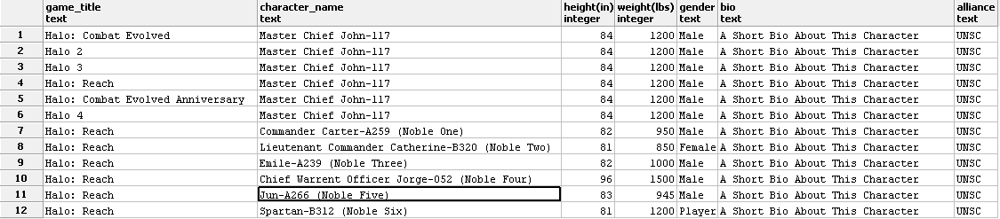 game_title character_name height(in) weight(lbs) gender bio alliance
text text integer integer text text text
1 Halo: Combat Evolved Master Chief John-117 84 1200 Male A Short Bio About This Character UNSC
2 Halo 2 Master Chief John-117 84 1200 Male A Short Bio About This Character UNSC
3 Halo 3 Master Chief John-117 84 1200 Male A Short Bio About This Character UNSC
4 Halo: Reach Master Chief John-117 84 1200 Male A Short Bio About This Character UNSC
5 Halo: Combat Evolved Anniversary Master Chief John-117 84 1200 Male A Short Bio About This Character UNSC
6 Halo 4 Master Chief John-117 84 1200 Male A Short Bio About This Character UNSC
7 Halo: Reach Commander Carter-A259 (Noble One) 82 950 Male A Short Bio About This Character UNSC
8 Halo: Reach Lieutenant Commander Catherine-B320 (Noble Two) 81 850 Female A Short Bio About This Character UNSC
9 Halo: Reach Emile-A239 (Noble Three) 82 1000 Male A Short Bio About This Character UNSC
10 Halo: Reach Chief Warrent Officer Jorge-052 (Noble Four) 96 1500 Male A Short Bio About This Character UNSC
11 Halo: Reach Jun-A266 (Noble Five) 83 945 Male A Short Bio About This Character UNSC
12 Halo: Reach Spartan-B312 (Noble Six) 81 1200 Player A Short Bio About This Character UNSC